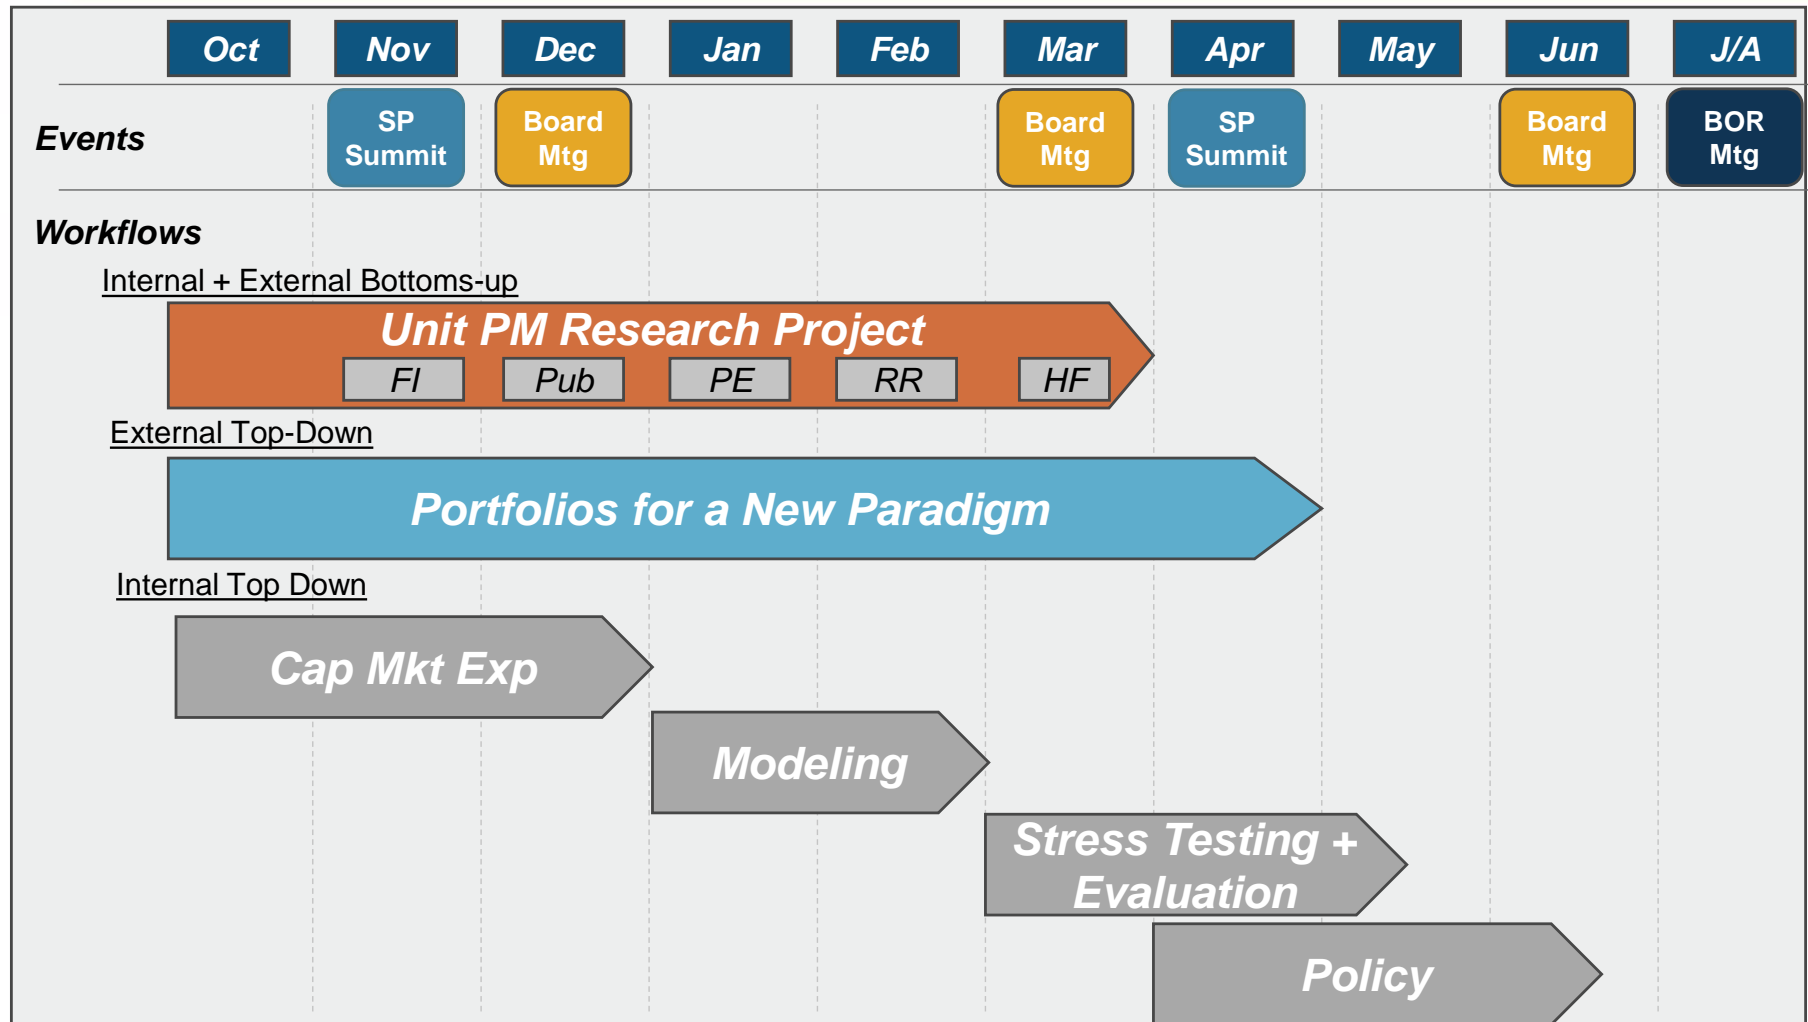 Oct Nov Dec Jan Feb Mar Apr May Jun J/A
Events
SP
Summit
Board
Mtg
Board
Mtg
SP
Summit
Board
Mtg
BOR
Mtg
Workflows
Internal + External Bottoms-up
Unit PM Research Project
FI Pub PE RR HF
External Top-Down
Portfolios for a New Paradigm
Internal Top Down
Cap Mkt Exp
Modeling
Stress Testing +
Evaluation
Policy